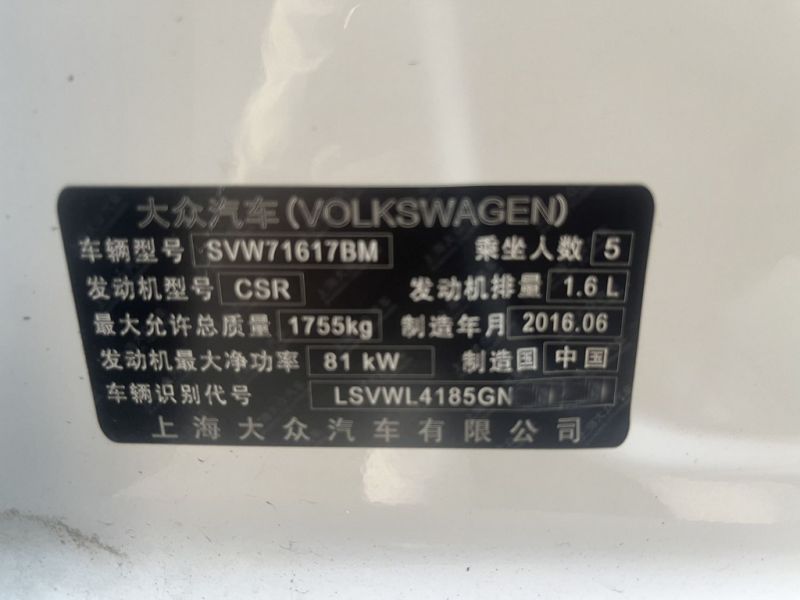 大众汽车(VOLKSWAGEN)
车辆型号 SVW71617BM 乘坐人数 5
发动机型号 CSR 发动机排量 1.6 L
最大允许总质量 1755kg 制造年月 2016.06
发动机最大净功率 81 kW 制造国 中国
车辆识别代号 LSVWL4185GN
上海大众汽车有限公司